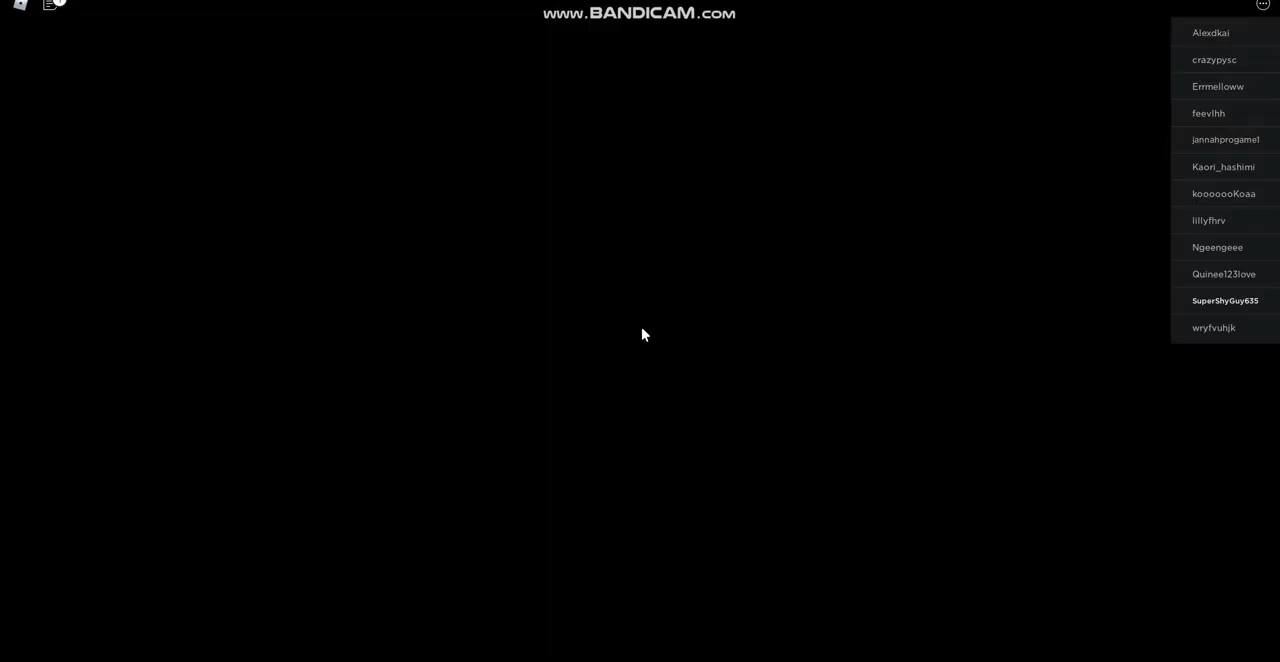 www.BANDICAM.com
Alexdkai
crazypysc
Errmelloww
feevlhh
jannahprogame1
Kaori_hashimi
kooooooKoaa
lillyfhrv
Ngeengeee
Quinee123love
SuperShyGuy635
wryfvuhjk